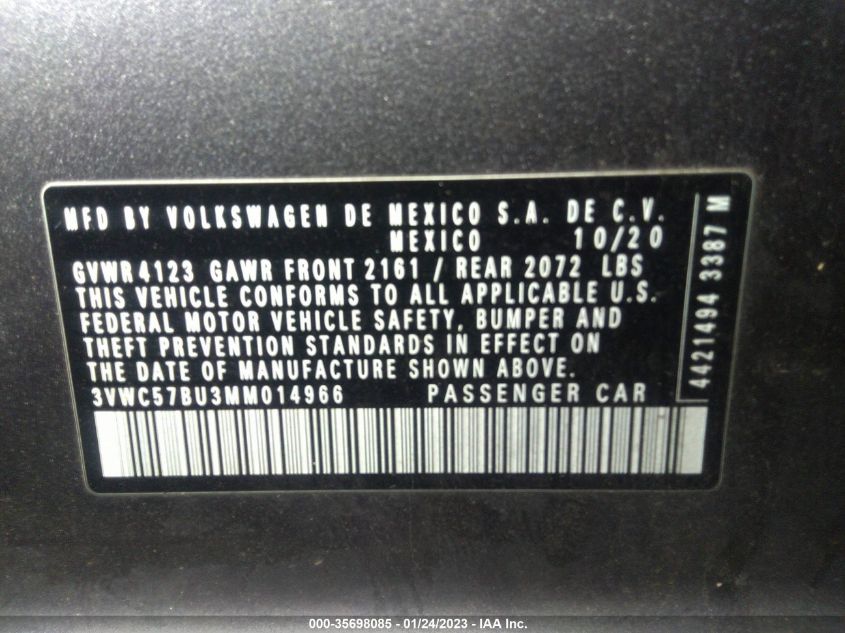 MFD BY VOLKSWAGEN DE MEXICO S.A. DE C.V.
MEXICO 10/20
GVWR 4123 GAWR FRONT 2161 / REAR 2072 LBS
THIS VEHICLE CONFORMS TO ALL APPLICABLE U.S.
FEDERAL MOTOR VEHICLE SAFETY, BUMPER AND
THEFT PREVENTION STANDARDS IN EFFECT ON
THE DATE OF MANUFACTURE SHOWN ABOVE.
3VWC57BU3MM014966 PASSENGER CAR
4421494 3387 M
000-35698085 - 01/24/2023 - IAA Inc.